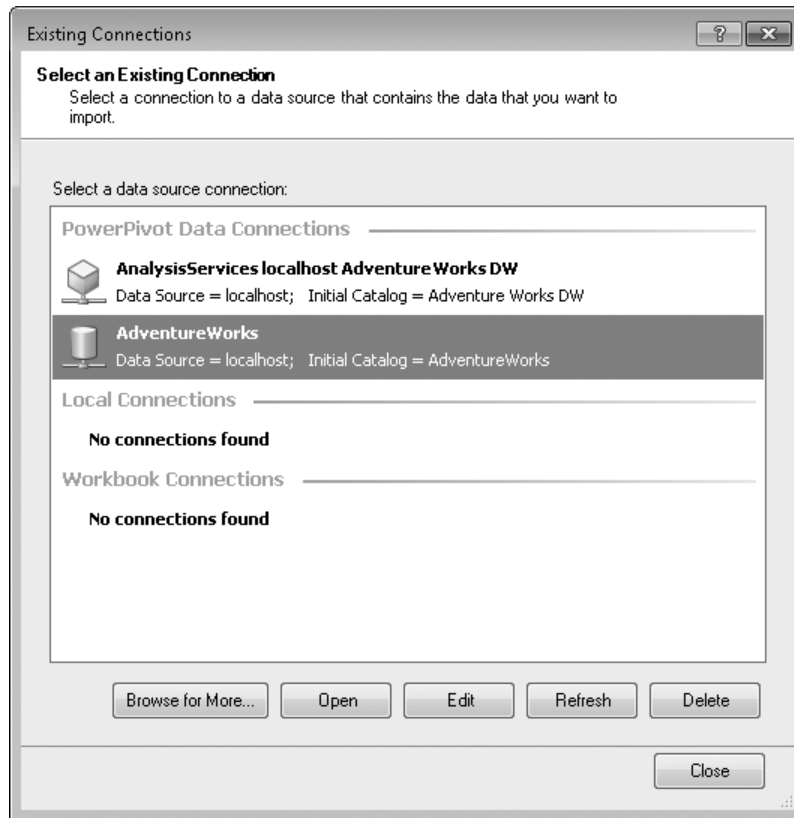 Existing Connections
Select an Existing Connection
Select a connection to a data source that contains the data that you want to
import.
Select a data source connection:
PowerPivot Data Connections
AnalysisServices localhost Adventure Works DW
Data Source = localhost; Initial Catalog = Adventure Works DW
AdventureWorks
Data Source = localhost; Initial Catalog = AdventureWorks
Local Connections
No connections found
Workbook Connections
No connections found
Browse for More... Open Edit Refresh Delete
Close